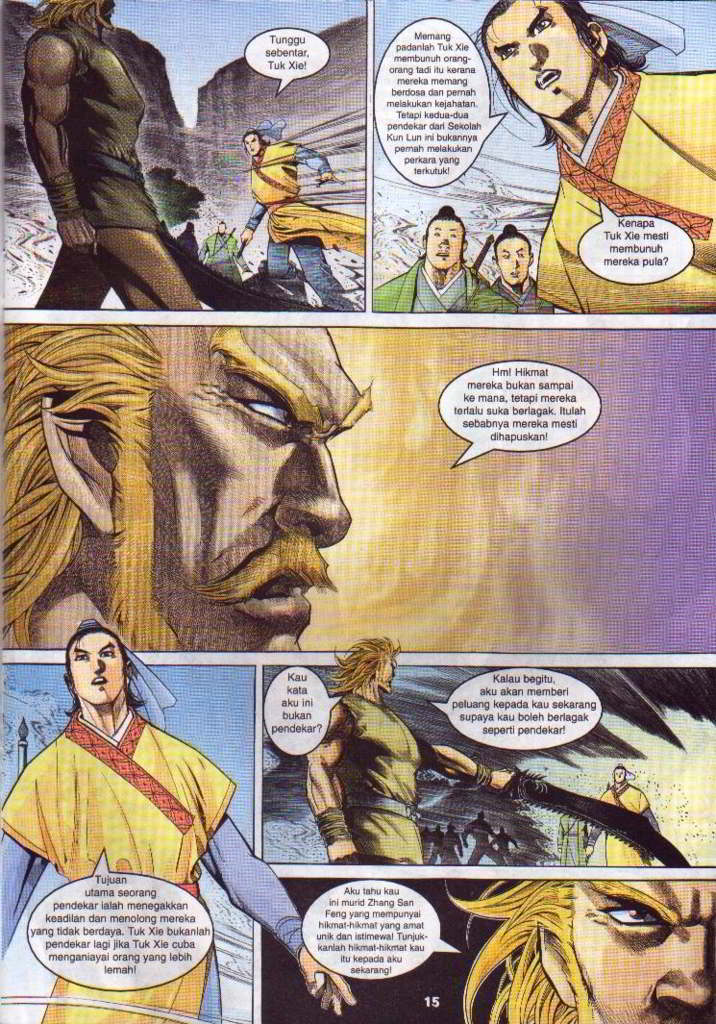 Tunggu
sebentar,
Tuk Xie!
Memang
padanlah Tuk Xie
membunuh orang-
orang tadi itu kerana
mereka memang
berdosa dan pernah
melakukan kejahatan.
Tetapi kedua-dua
pendekar dari Sekolah
Kun Lun ini bukannya
pernah melakukan
perkara yang
terkutuk!
Kenapa
Tuk Xie mesti
membunuh
mereka pula?
Hm! Hikmat
mereka bukan sampai
ke mana, tetapi mereka
terlalu suka berlagak. Itulah
sebabnya mereka mesti
dihapuskan!
Tujuan
utama seorang
pendekar ialah menegakkan
keadilan dan menolong mereka
yang tidak berdaya. Tuk Xie bukanlah
pendekar lagi jika Tuk Xie cuba
menganiayai orang yang lebih
lemah!
Kau
kata
aku ini
bukan
pendekar?
Kalau begitu,
aku akan memberi
peluang kepada kau sekarang
supaya kau boleh berlagak
seperti pendekar!
Aku tahu kau
ini murid Zhang San
Feng yang mempunyai
hikmat-hikmat yang amat
unik dan istimewa! Tunjuk-
kanlah hikmat-hikmat kau
itu kepada aku
sekarang!
15